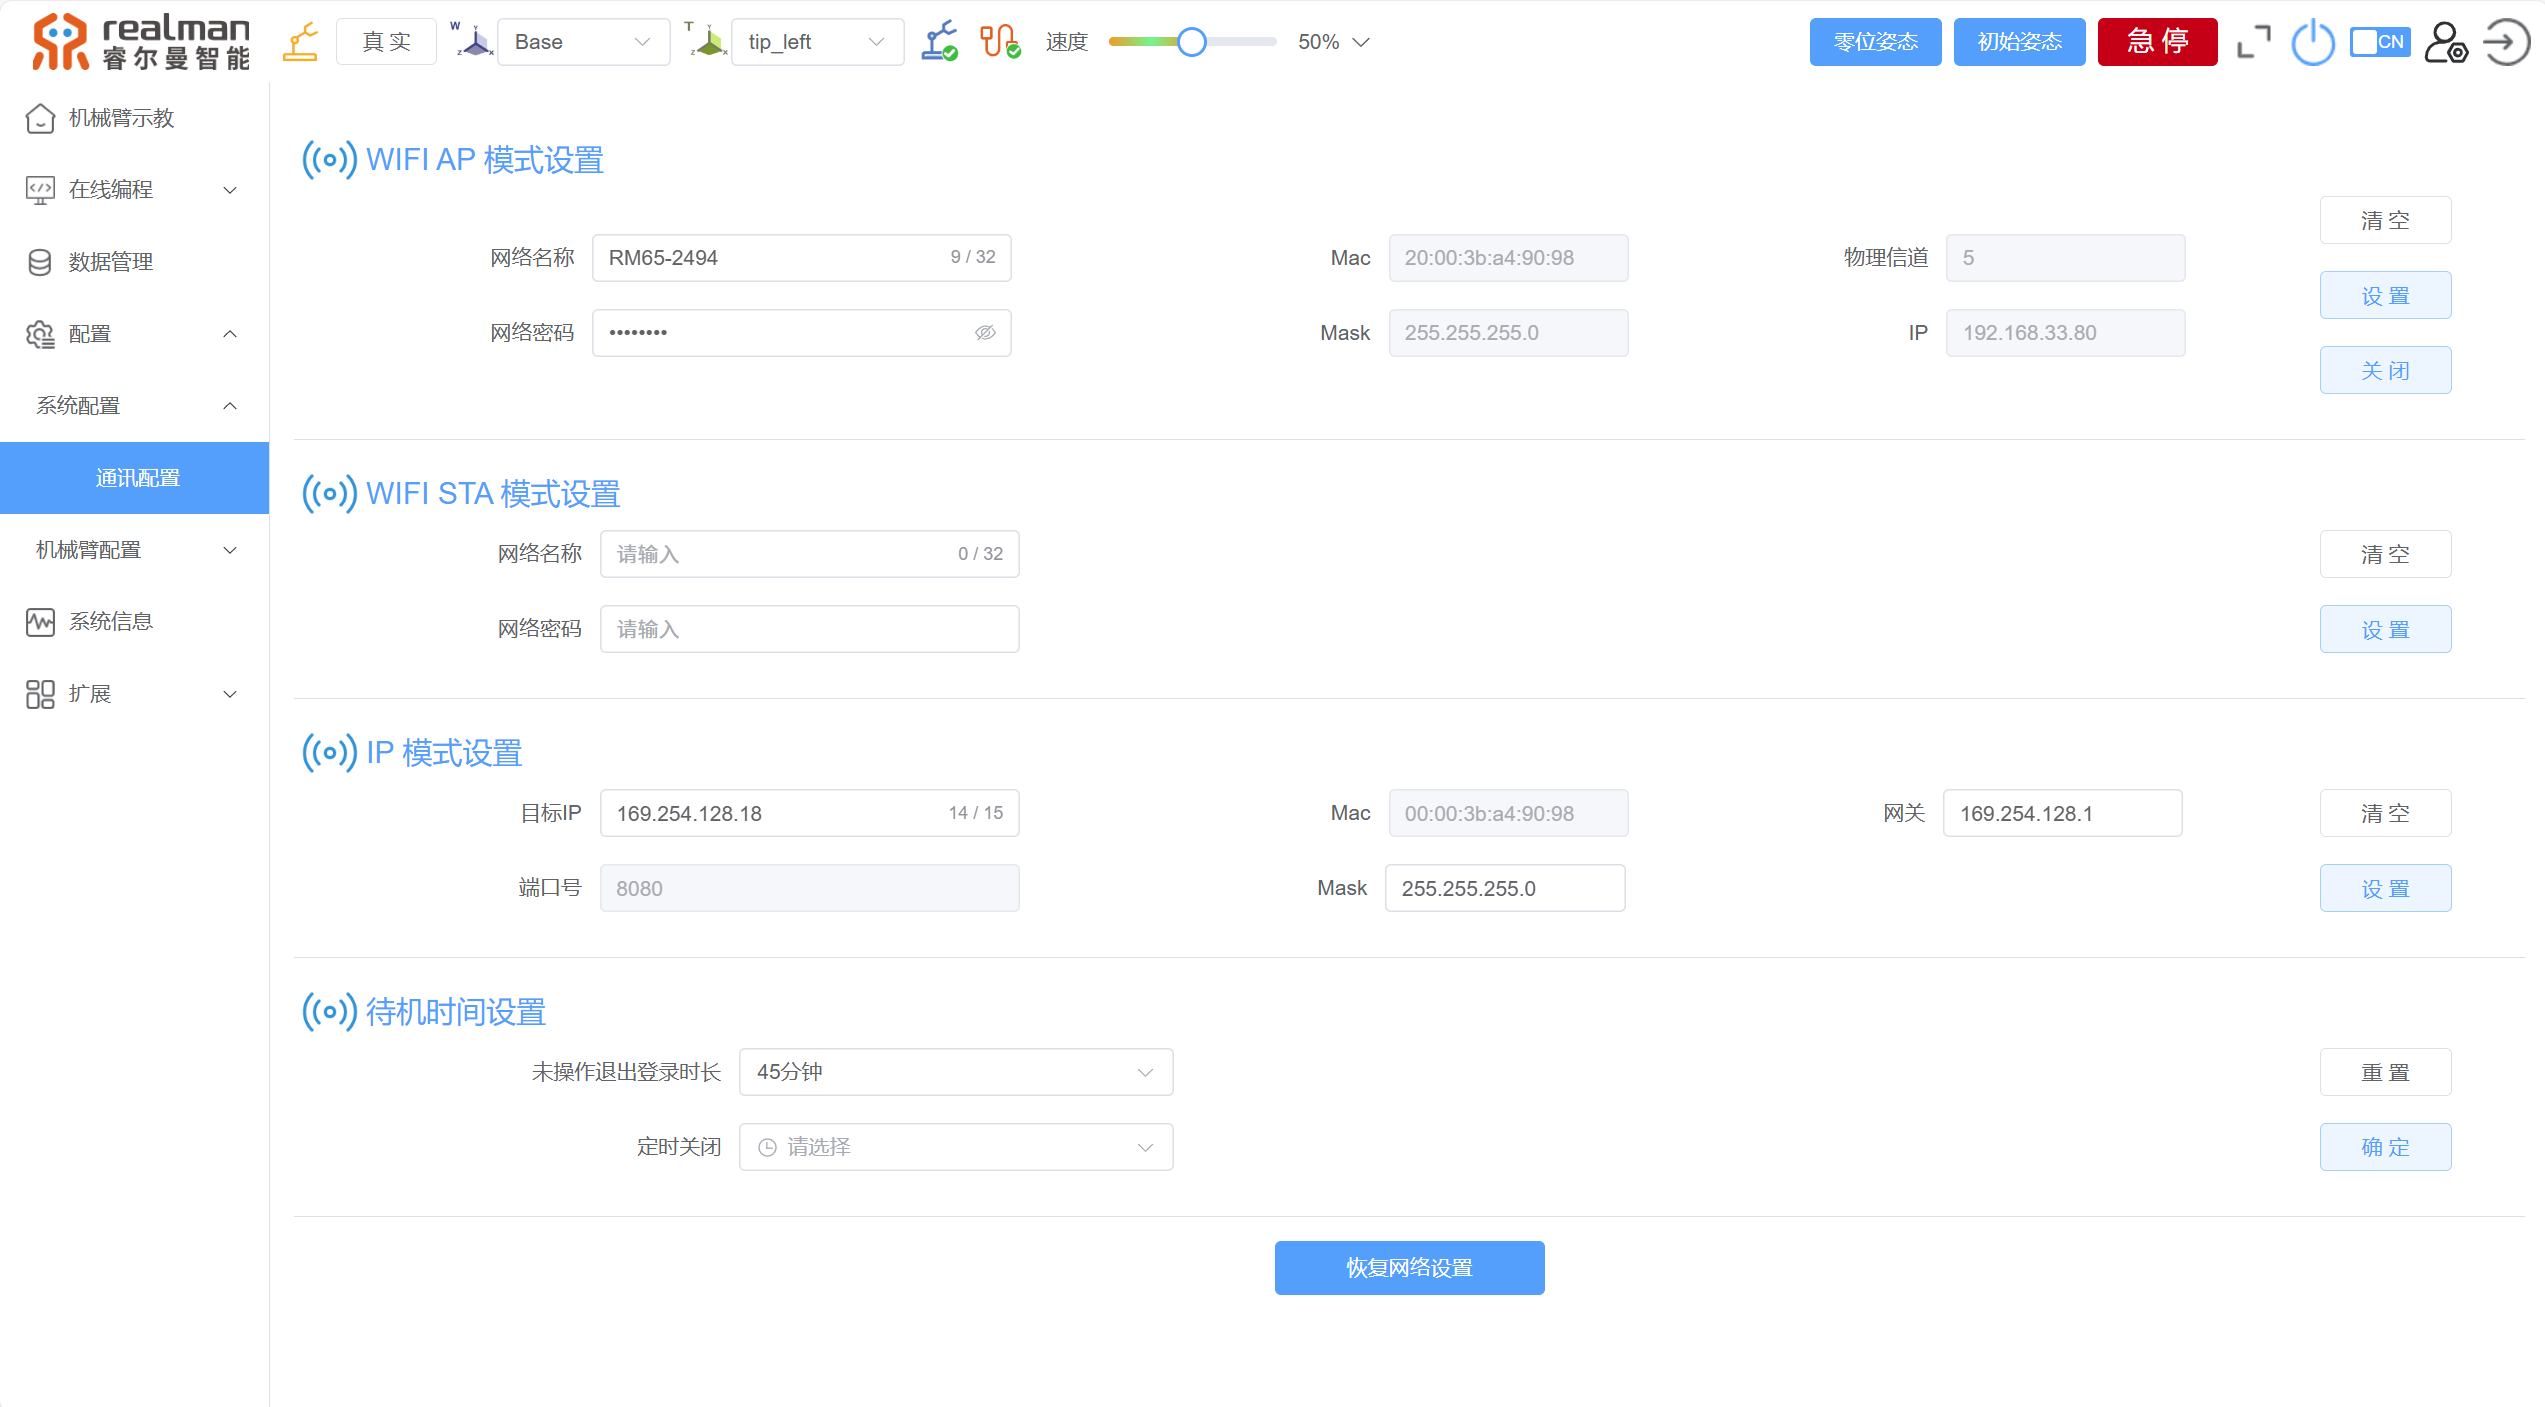 realman
睿尔曼智能
真实
W
Y
Z
X
Base
T
Y
Z
X
tip_left
速度
50%
零位姿态
初始姿态
急停
CN
机械臂示教
在线编程
数据管理
配置
系统配置
通讯配置
机械臂配置
系统信息
扩展
WIFI AP 模式设置
网络名称 RM65-2494 9 / 32 Mac 20:00:3b:a4:90:98 物理信道 5 清空
设置
网络密码 •••••••• Mask 255.255.255.0 IP 192.168.33.80
关闭
WIFI STA 模式设置
网络名称 请输入 0 / 32 清空
网络密码 请输入 设置
IP 模式设置
目标IP 169.254.128.18 14 / 15 Mac 00:00:3b:a4:90:98 网关 169.254.128.1 清空
端口号 8080 Mask 255.255.255.0 设置
待机时间设置
未操作退出登录时长 45分钟 重置
定时关闭 请选择 确定
恢复网络设置